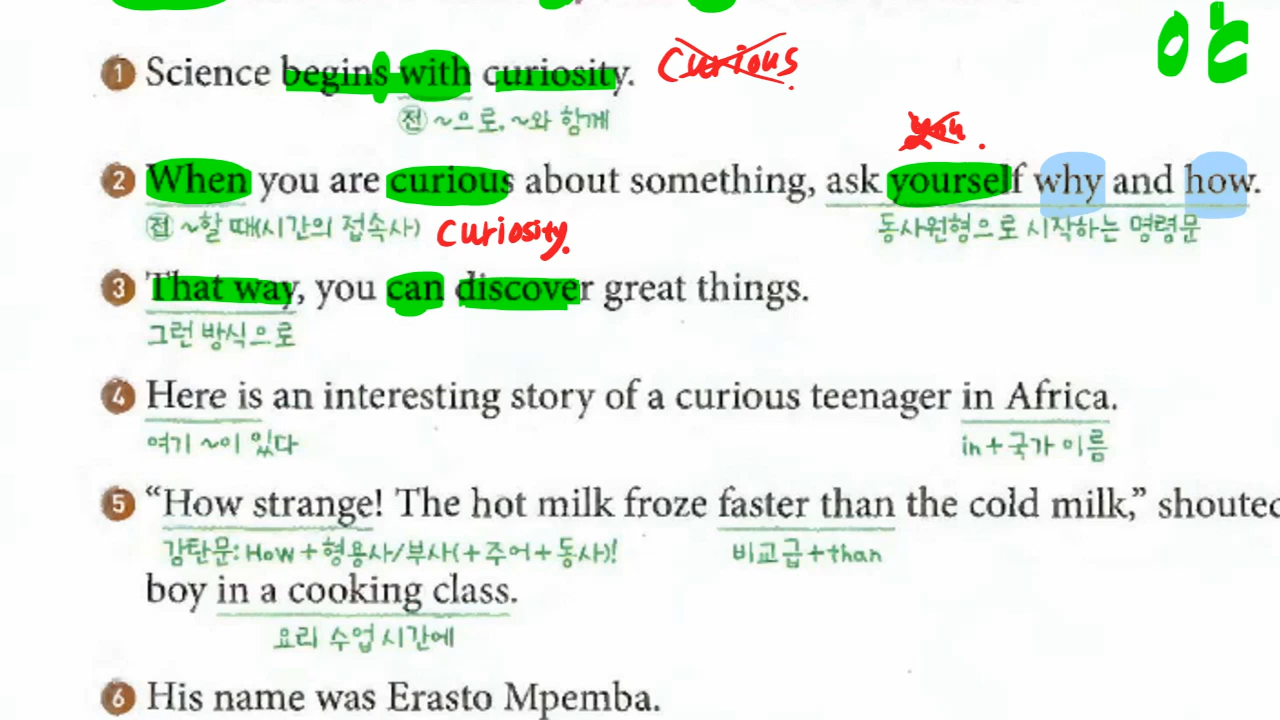 1 Science begins with curiosity. Curious
전 ~으로, ~와 함께
you.
2 When you are curious about something, ask yourself why and how.
접 ~할 때(시간의 접속사) 동사원형으로 시작하는 명령문
Curiosity.
3 That way, you can discover great things.
그런 방식으로
4 Here is an interesting story of a curious teenager in Africa.
여기 ~이 있다 in+국가 이름
5 “How strange! The hot milk froze faster than the cold milk,” shouted
감탄문: How+형용사/부사(+주어+동사)! 비교급+than
boy in a cooking class.
요리 수업 시간에
6 His name was Erasto Mpemba.